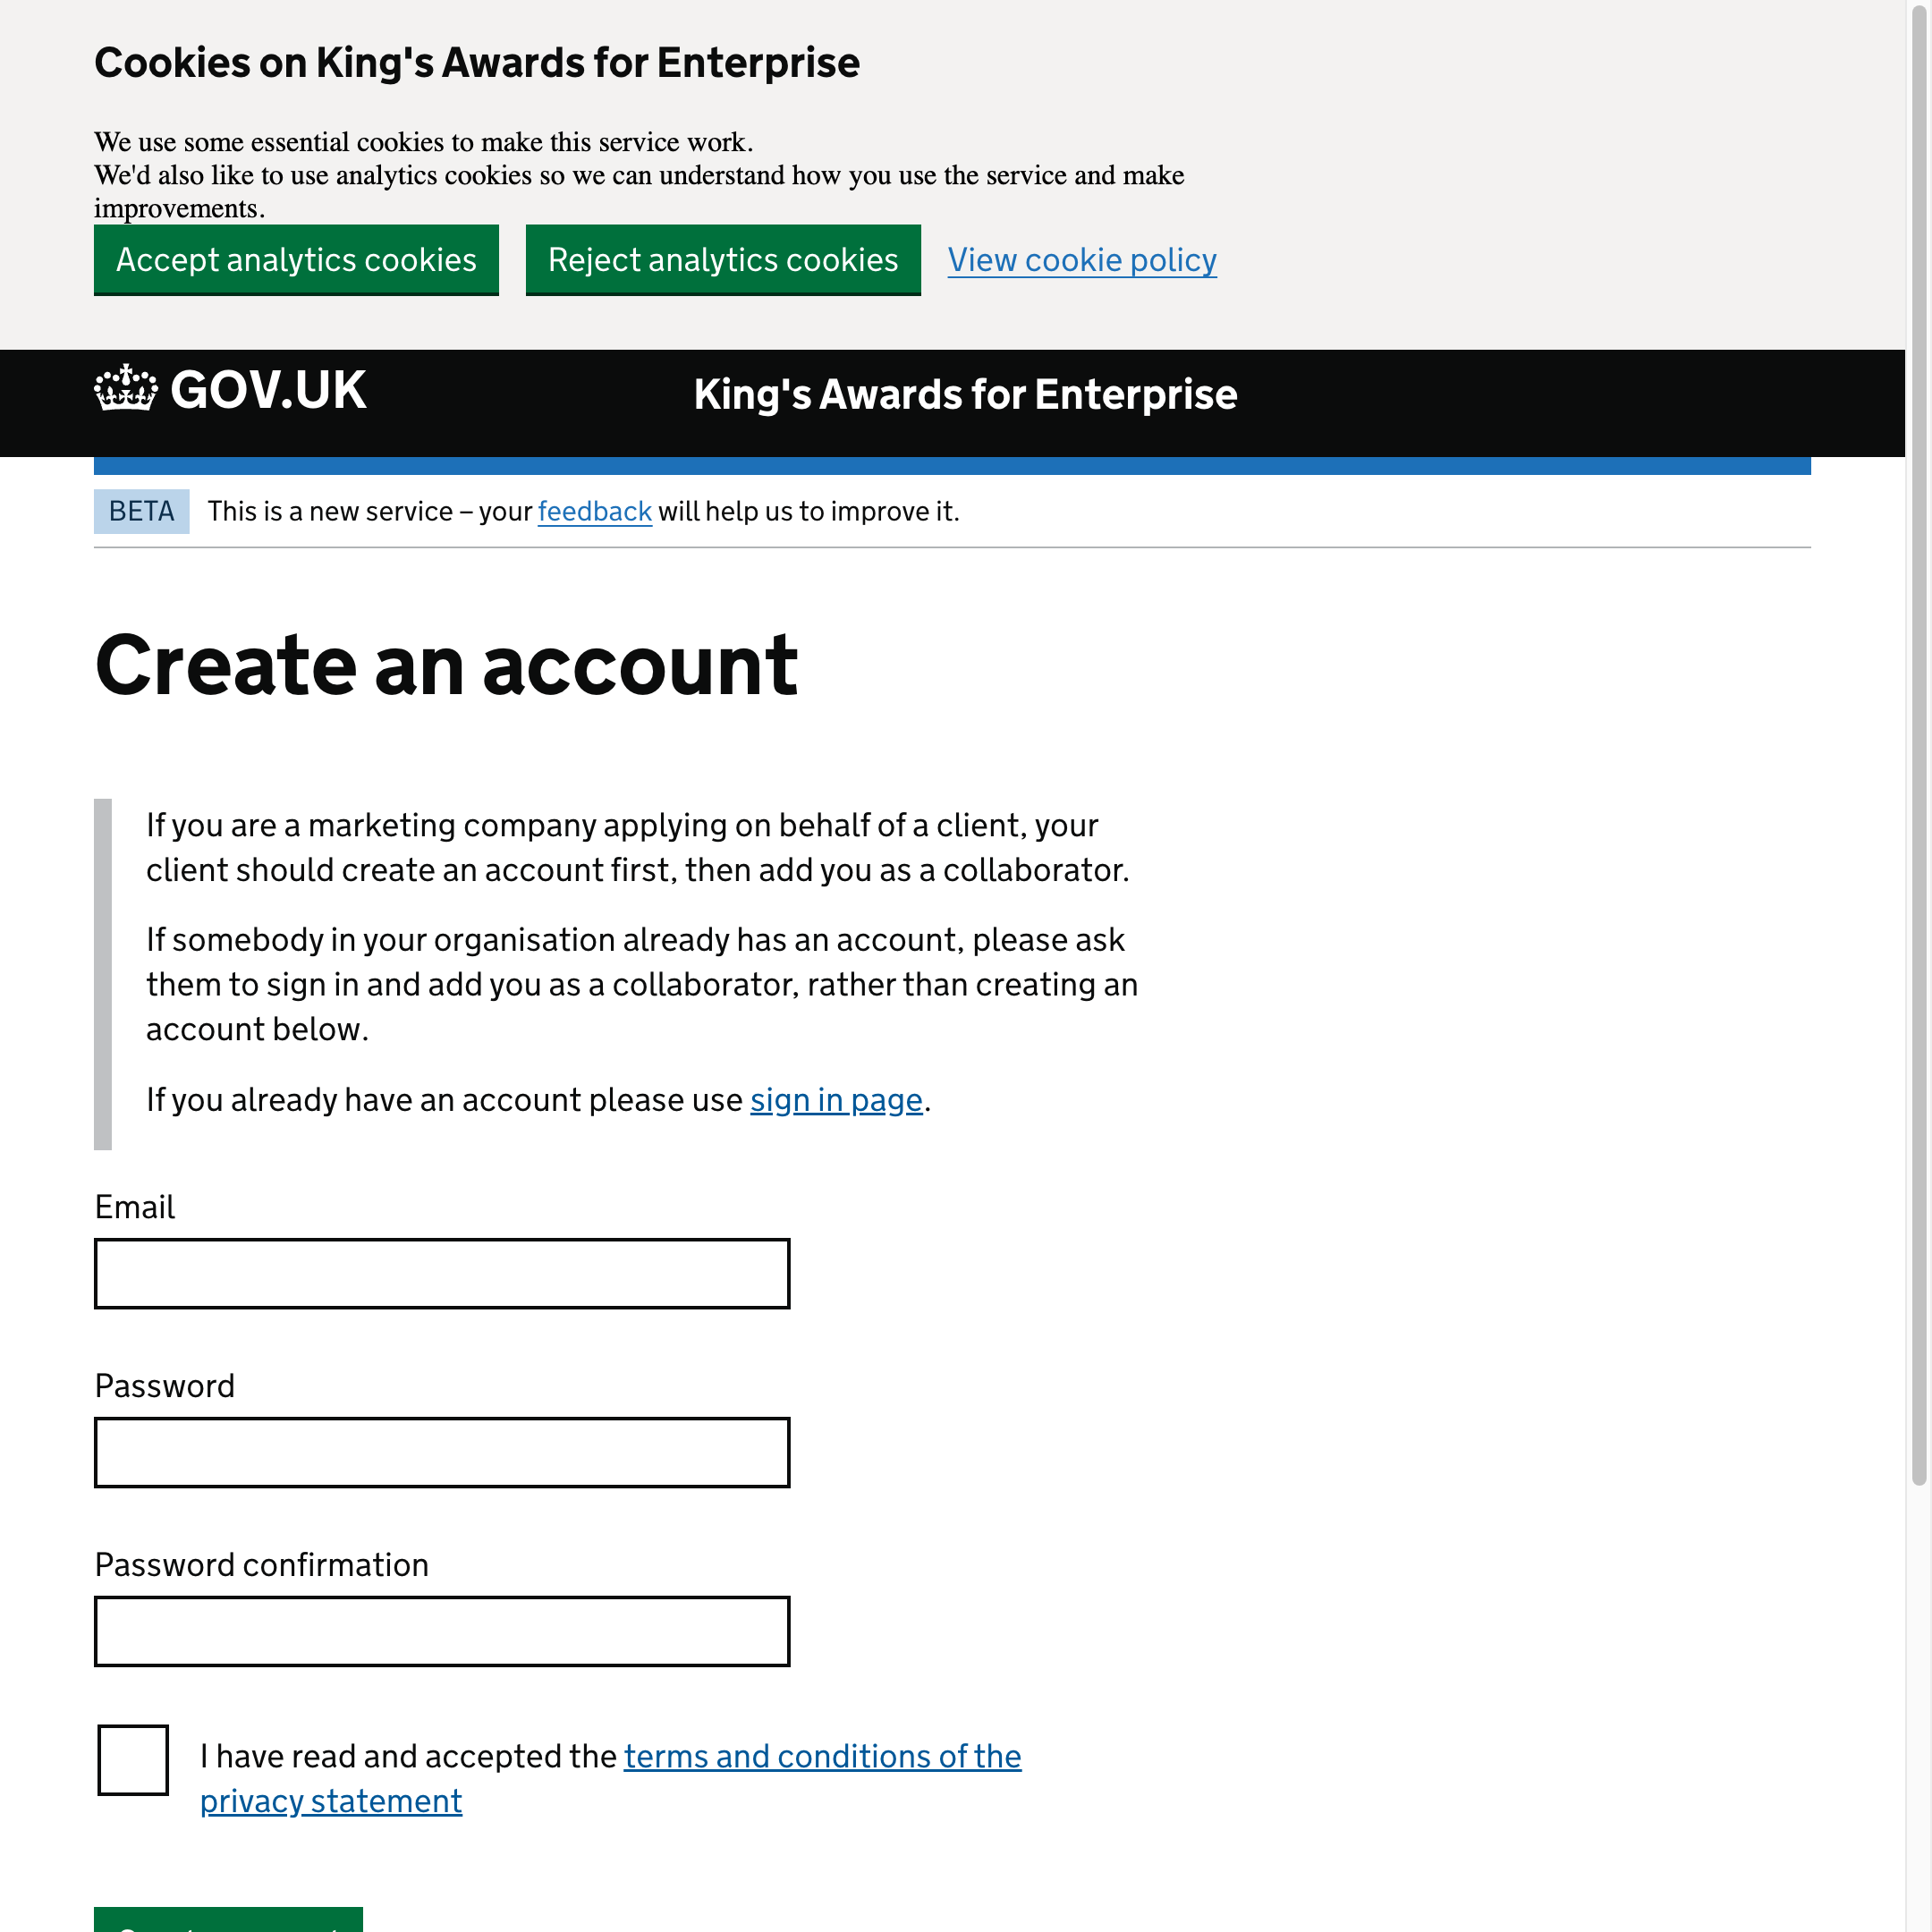 Cookies on King's Awards for Enterprise
We use some essential cookies to make this service work.
We'd also like to use analytics cookies so we can understand how you use the service and make
improvements.
Accept analytics cookies
Reject analytics cookies
View cookie policy
GOV.UK
King's Awards for Enterprise
BETA
This is a new service – your feedback will help us to improve it.
Create an account
If you are a marketing company applying on behalf of a client, your
client should create an account first, then add you as a collaborator.
If somebody in your organisation already has an account, please ask
them to sign in and add you as a collaborator, rather than creating an
account below.
If you already have an account please use sign in page.
Email
Password
Password confirmation
I have read and accepted the terms and conditions of the
privacy statement